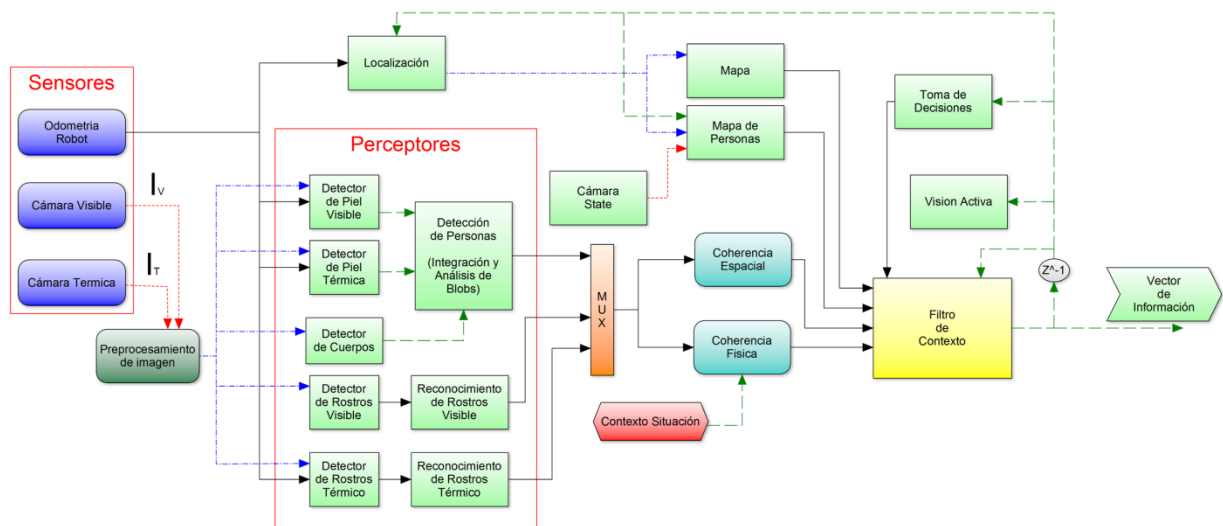 Sensores
Odometria
Robot
Cámara Visible
Cámara Termica
I V
I T
Preprocesamiento
de imagen
Localización
Perceptores
Detector
de Piel
Visible
Detector
de Piel
Térmica
Detector
de Cuerpos
Detector
de Rostros
Visible
Detector
de Rostros
Térmico
Detección
de Personas
(Integración y
Análisis de
Blobs)
Reconocimiento
de Rostros
Visible
Reconocimiento
de Rostros
Térmico
Mapa
Mapa de
Personas
Cámara
State
MUX
Coherencia
Espacial
Coherencia
Fisica
Contexto Situación
Toma de
Decisiones
Vision Activa
Z^-1
Filtro
de
Contexto
Vector
de
Información